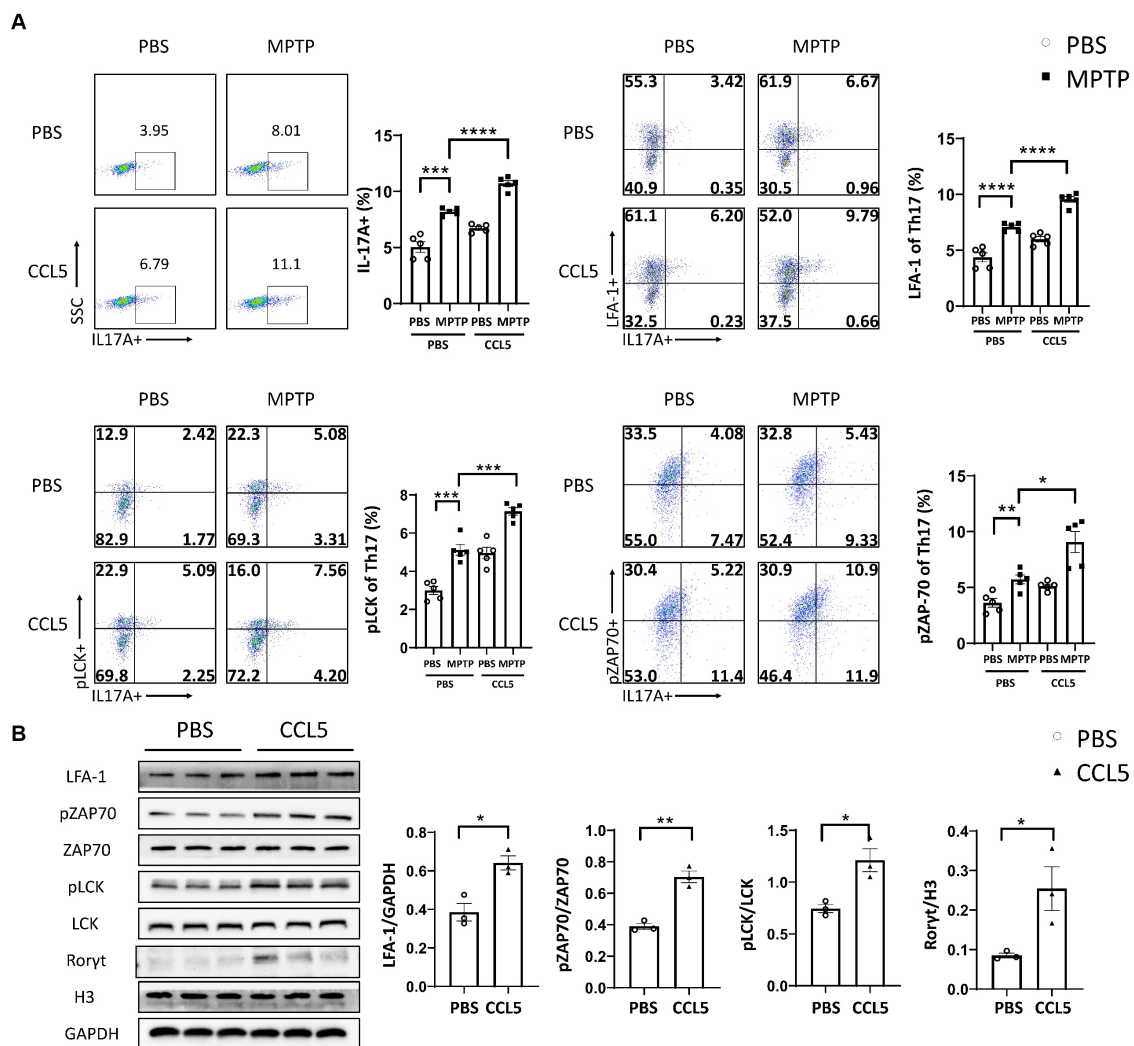 A
PBS MPTP
PBS
3.95 8.01
CCL5
6.79 11.1
SSC
IL17A+
IL-17A+ (%)
15
10
5
0
*** ****
PBS MPTP PBS MPTP
PBS CCL5
PBS MPTP
PBS
55.3 3.42 61.9 6.67
40.9 0.35 30.5 0.96
CCL5
61.1 6.20 52.0 9.79
32.5 0.23 37.5 0.66
LFA-1+
IL17A+
LFA-1 of Th17 (%)
15
10
5
0
**** ****
PBS MPTP PBS MPTP
PBS CCL5
PBS
MPTP
PBS MPTP
PBS
12.9 2.42 22.3 5.08
82.9 1.77 69.3 3.31
CCL5
22.9 5.09 16.0 7.56
69.8 2.25 72.2 4.20
pLCK+
IL17A+
pLCK of Th17 (%)
8
6
4
2
0
*** ***
PBS MPTP PBS MPTP
PBS CCL5
PBS MPTP
PBS
33.5 4.08 32.8 5.43
55.0 7.47 52.4 9.33
CCL5
30.4 5.22 30.9 10.9
53.0 11.4 46.4 11.9
pZAP70+
IL17A+
pZAP-70 of Th17 (%)
15
10
5
0
** *
PBS MPTP PBS MPTP
PBS CCL5
B
PBS CCL5
LFA-1
pZAP70
ZAP70
pLCK
LCK
Rorγt
H3
GAPDH
LFA-1/GAPDH
0.8
0.6
0.4
0.2
0.0
*
PBS CCL5
pZAP70/ZAP70
1.0
0.8
0.6
0.4
0.2
0.0
**
PBS CCL5
pLCK/LCK
1.5
1.0
0.5
0.0
*
PBS CCL5
Rorγt/H3
0.4
0.3
0.2
0.1
0.0
*
PBS CCL5
PBS
CCL5